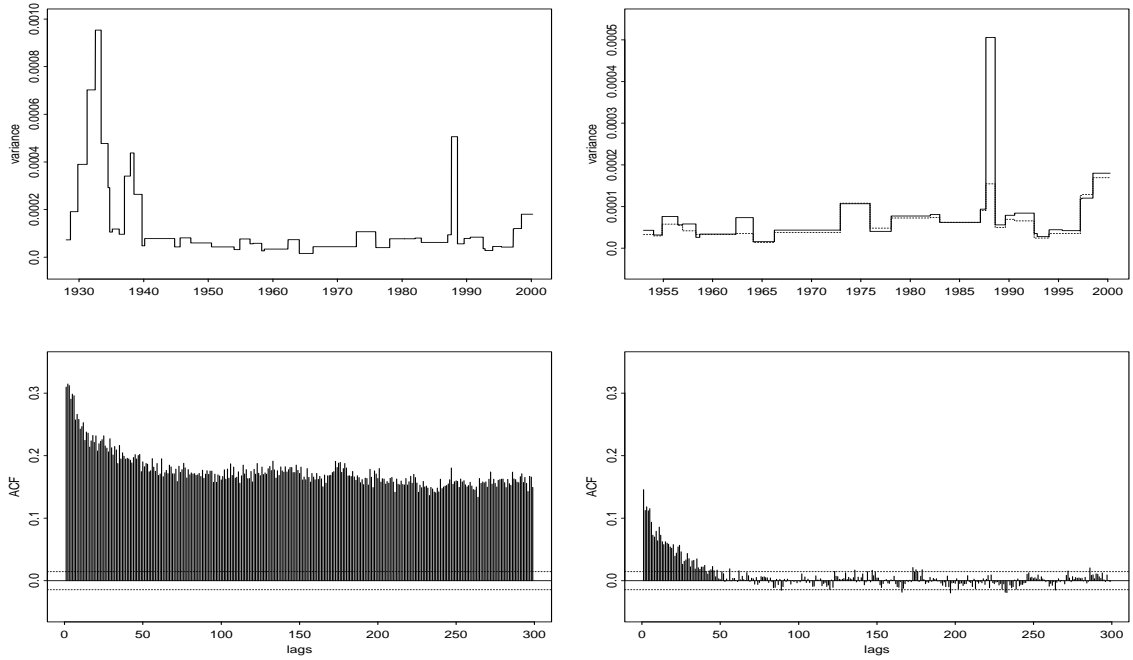 variance
0.0 0.0002 0.0004 0.0006 0.0008 0.0010
1930 1940 1950 1960 1970 1980 1990 2000
variance
0.0 0.0001 0.0002 0.0003 0.0004 0.0005
1955 1960 1965 1970 1975 1980 1985 1990 1995 2000
ACF
0.0 0.1 0.2 0.3
0 50 100 150 200 250 300
lags
ACF
0.0 0.1 0.2 0.3
0 50 100 150 200 250 300
lags